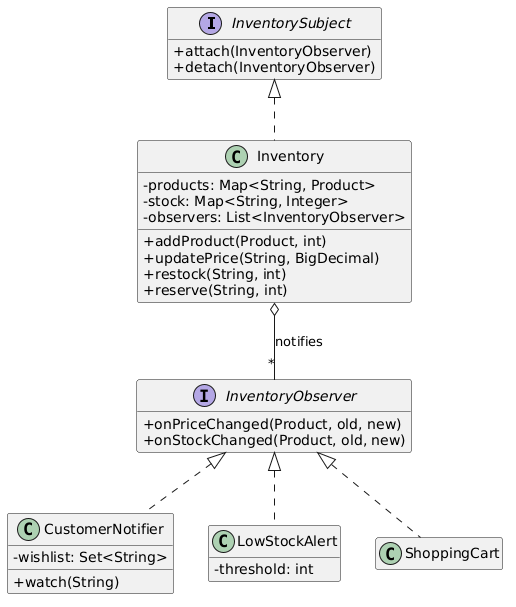 I InventorySubject
+attach(InventoryObserver)
+detach(InventoryObserver)
C Inventory
-products: Map<String, Product>
-stock: Map<String, Integer>
-observers: List<InventoryObserver>
+addProduct(Product, int)
+updatePrice(String, BigDecimal)
+restock(String, int)
+reserve(String, int)
notifies
*
I InventoryObserver
+onPriceChanged(Product, old, new)
+onStockChanged(Product, old, new)
C CustomerNotifier
-wishlist: Set<String>
+watch(String)
C LowStockAlert
-threshold: int
C ShoppingCart